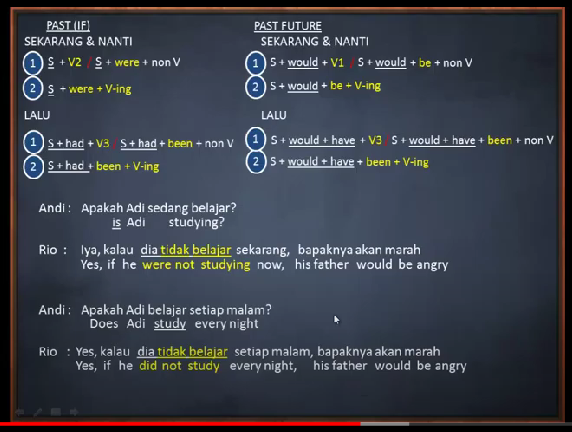 PAST (IF)
SEKARANG & NANTI
1 S + V2 / S + were + non V
2 S + were + V-ing
LALU
1 S + had + V3 / S + had + been + non V
2 S + had + been + V-ing
PAST FUTURE
SEKARANG & NANTI
1 S + would + V1 / S + would + be + non V
2 S + would + be + V-ing
LALU
1 S + would + have + V3 / S + would + have + been + non V
2 S + would + have + been + V-ing
Andi : Apakah Adi sedang belajar?
is Adi studying?
Rio : Iya, kalau dia tidak belajar sekarang, bapaknya akan marah
Yes, if he were not studying now, his father would be angry
Andi : Apakah Adi belajar setiap malam?
Does Adi study every night
Rio : Yes, kalau dia tidak belajar setiap malam, bapaknya akan marah
Yes, if he did not study every night, his father would be angry